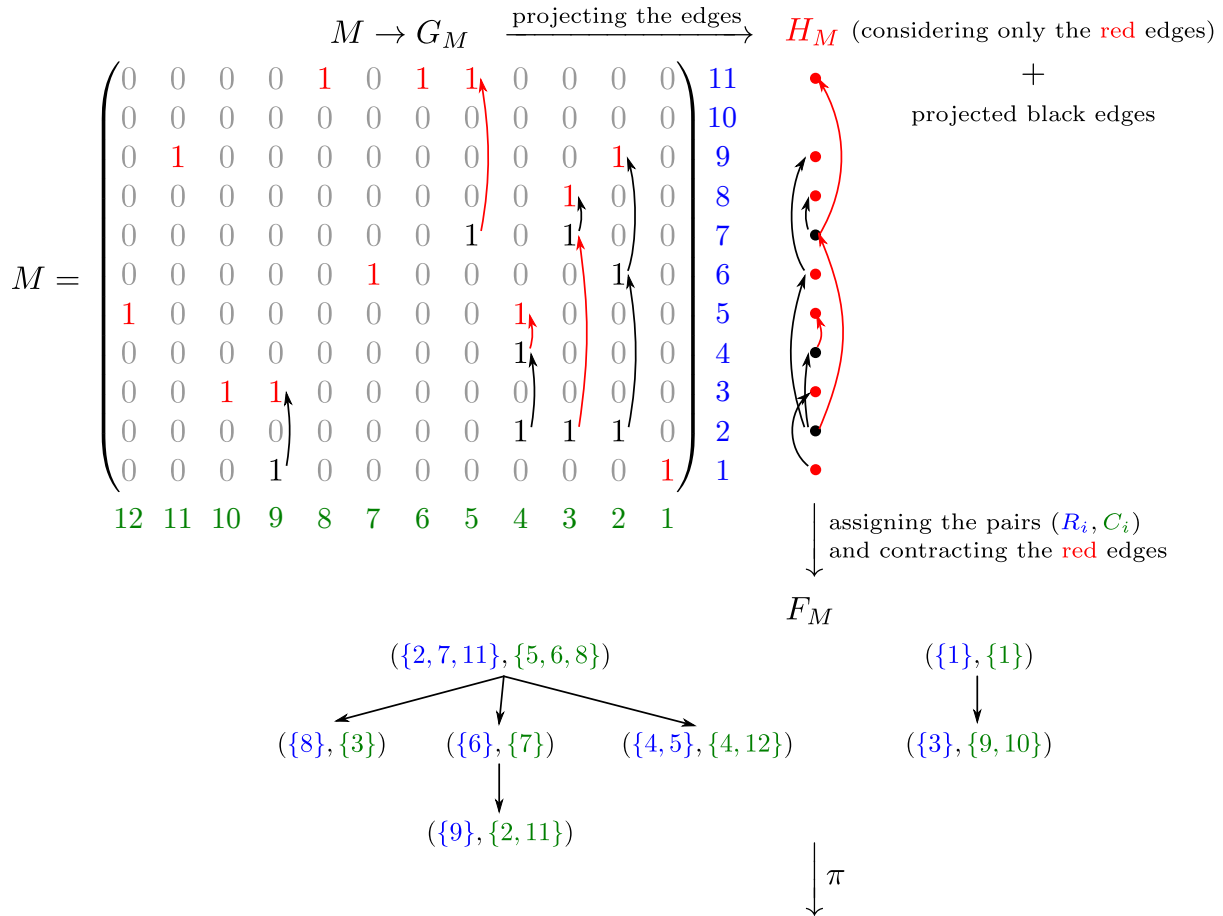 M → G_M projecting the edges H_M (considering only the red edges)
+
projected black edges
M =
0 0 0 0 1 0 1 1 0 0 0 0 11
0 0 0 0 0 0 0 0 0 0 0 0 10
0 1 0 0 0 0 0 0 0 0 1 0 9
0 0 0 0 0 0 0 0 0 1 0 0 8
0 0 0 0 0 0 0 1 0 1 0 0 7
0 0 0 0 0 1 0 0 0 0 1 0 6
1 0 0 0 0 0 0 0 1 0 0 0 5
0 0 0 0 0 0 0 0 1 0 0 0 4
0 0 1 1 0 0 0 0 0 0 0 0 3
0 0 0 0 0 0 0 0 1 1 1 0 2
0 0 0 1 0 0 0 0 0 0 0 1 1
12 11 10 9 8 7 6 5 4 3 2 1
assigning the pairs (R_i, C_i)
and contracting the red edges
F_M
({2, 7, 11}, {5, 6, 8}) ({1}, {1})
({8}, {3}) ({6}, {7}) ({4, 5}, {4, 12}) ({3}, {9, 10})
({9}, {2, 11})
π